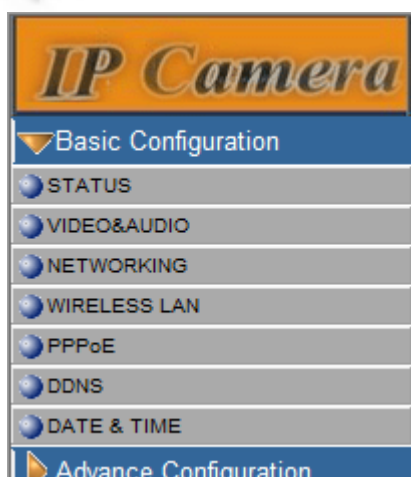 IP Camera
Basic Configuration
STATUS
VIDEO&AUDIO
NETWORKING
WIRELESS LAN
PPPoE
DDNS
DATE & TIME
Advance Configuration